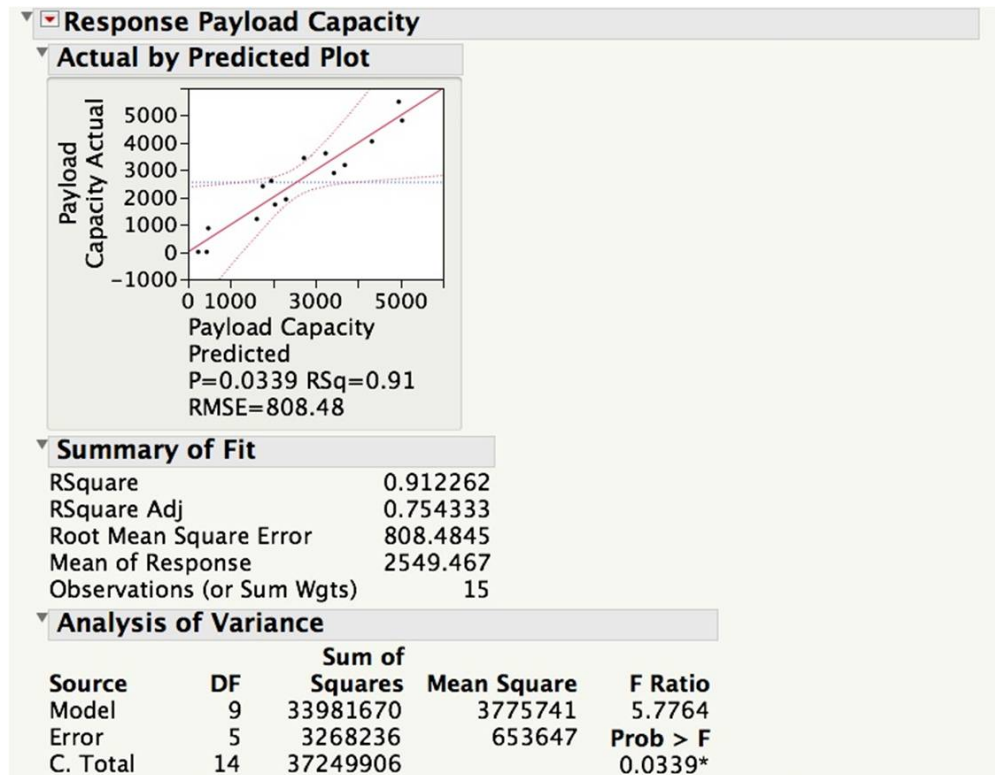 Response Payload Capacity
Actual by Predicted Plot
Payload
Capacity Actual
5000
4000
3000
2000
1000
0
-1000
0 1000 3000 5000
Payload Capacity
Predicted
P=0.0339 RSq=0.91
RMSE=808.48
Summary of Fit
RSquare 0.912262
RSquare Adj 0.754333
Root Mean Square Error 808.4845
Mean of Response 2549.467
Observations (or Sum Wgts) 15
Analysis of Variance
Sum of
Source DF Squares Mean Square F Ratio
Model 9 33981670 3775741 5.7764
Error 5 3268236 653647 Prob > F
C. Total 14 37249906 0.0339*